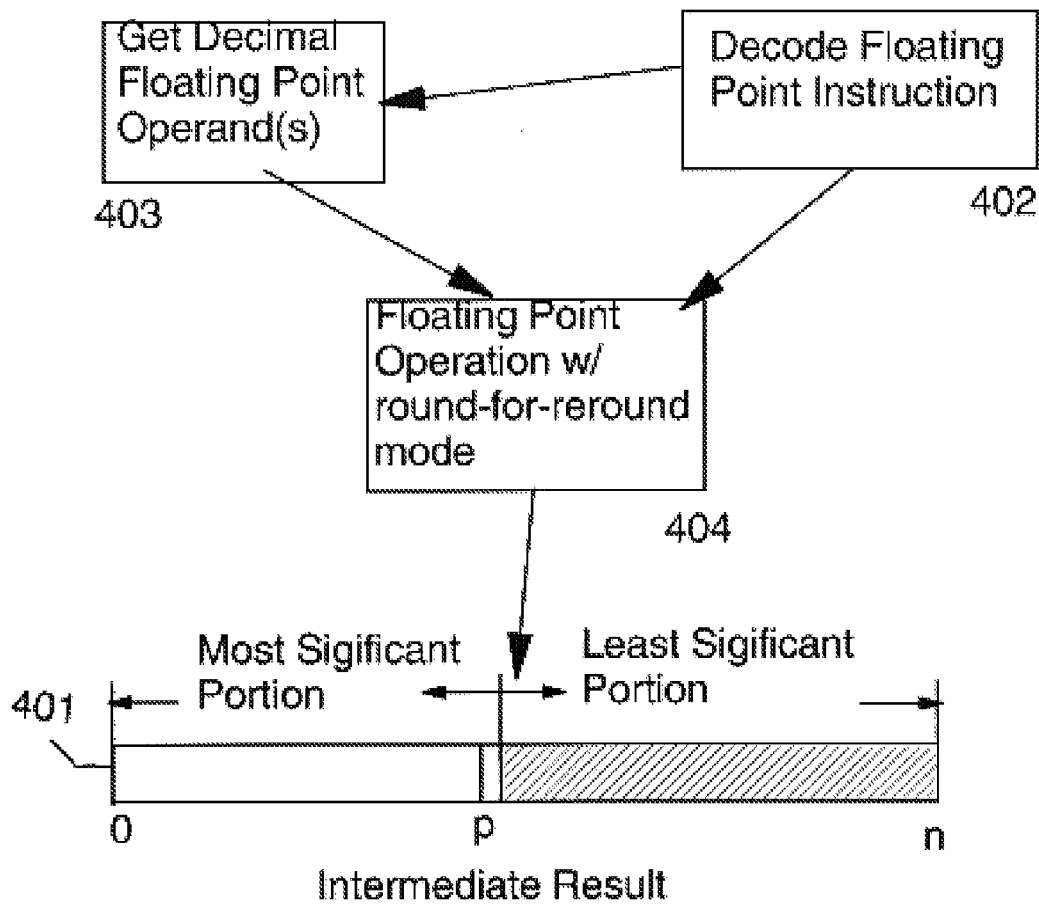 Get Decimal
Floating Point
Operand(s)
403
Decode Floating
Point Instruction
402
Floating Point
Operation w/
round-for-reround
mode
404
Most Sigificant
Portion
Least Sigificant
Portion
401
0
p
n
Intermediate Result